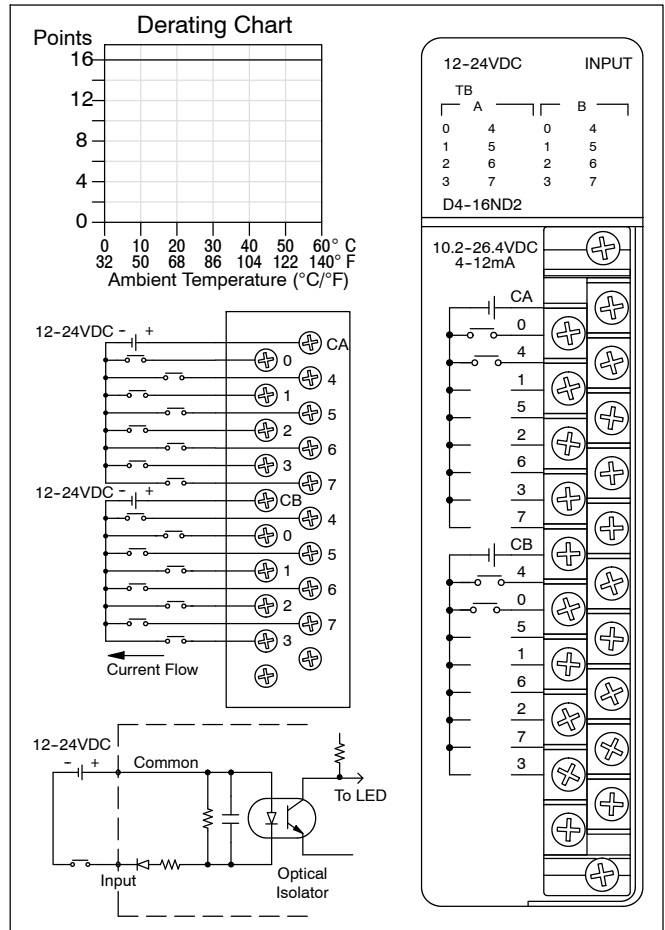 Derating Chart
Points
16
12
8
4
0
0 10 20 30 40 50 60° C
32 50 68 86 104 122 140° F
Ambient Temperature (°C/°F)
12-24VDC - +
CA
0
4
1
5
2
6
3
7
12-24VDC - +
CB
4
0
5
1
6
2
7
3
Current Flow
12-24VDC
- +
Common
To LED
Input
Optical
Isolator
12-24VDC INPUT
TB
A B
0 4 0 4
1 5 1 5
2 6 2 6
3 7 3 7
D4-16ND2
10.2-26.4VDC
4-12mA
CA
0
4
1
5
2
6
3
7
CB
4
0
5
1
6
2
7
3